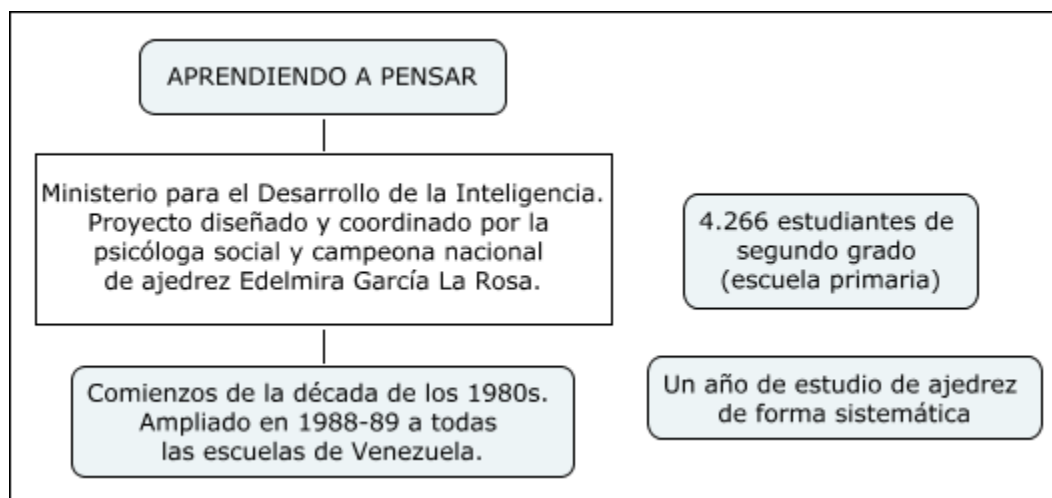 APRENDIENDO A PENSAR
Ministerio para el Desarrollo de la Inteligencia.
Proyecto diseñado y coordinado por la
psicóloga social y campeona nacional
de ajedrez Edelmira García La Rosa.
4.266 estudiantes de
segundo grado
(escuela primaria)
Comienzos de la década de los 1980s.
Ampliado en 1988-89 a todas
las escuelas de Venezuela.
Un año de estudio de ajedrez
de forma sistemática